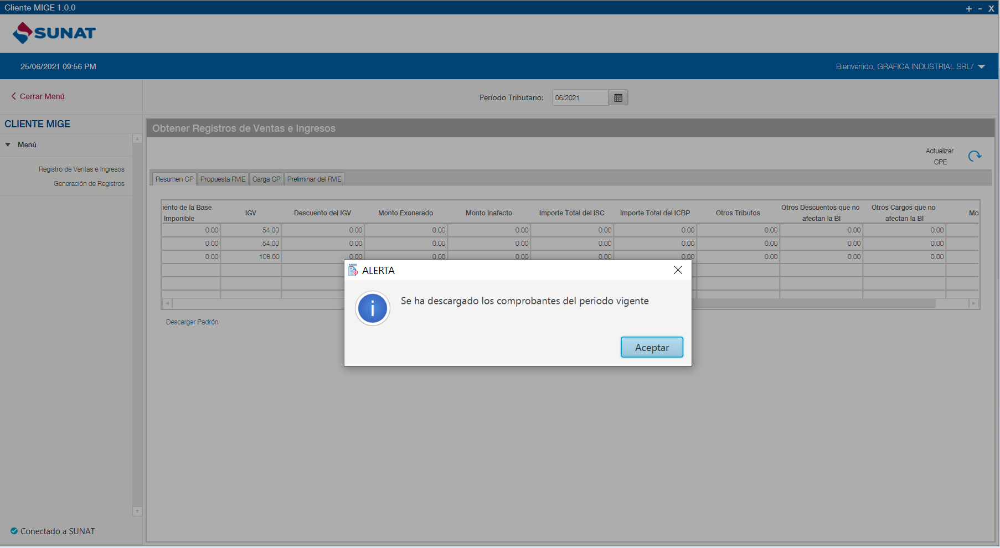 Cliente MIGE 1.0.0
+ - X
SUNAT
25/06/2021 09:56 PM
Bienvenido, GRAFICA INDUSTRIAL SRL/
Cerrar Menú
Período Tributario: 06/2021
CLIENTE MIGE
Obtener Registros de Ventas e Ingresos
Menú
Actualizar
CPE
Registro de Ventas e Ingresos
Generación de Registros
Resumen CP Propuesta RVIE Carga CP Preliminar del RVIE
iento de la Base
Imponible
IGV
Descuento del IGV
Monto Exonerado
Monto Inafecto
Importe Total del ISC
Importe Total del ICBP
Otros Tributos
Otros Descuentos que no
afectan la BI
Otros Cargos que no
afectan la BI
Mo
0.00 54.00 0.00 0.00 0.00 0.00 0.00 0.00 0.00 0.00
0.00 54.00 0.00 0.00 0.00 0.00 0.00 0.00 0.00 0.00
0.00 108.00 0.00 0.00 0.00 0.00 0.00 0.00 0.00 0.00
MIGE
ALERTA
i
Se ha descargado los comprobantes del periodo vigente
Aceptar
Descargar Padrón
Conectado a SUNAT